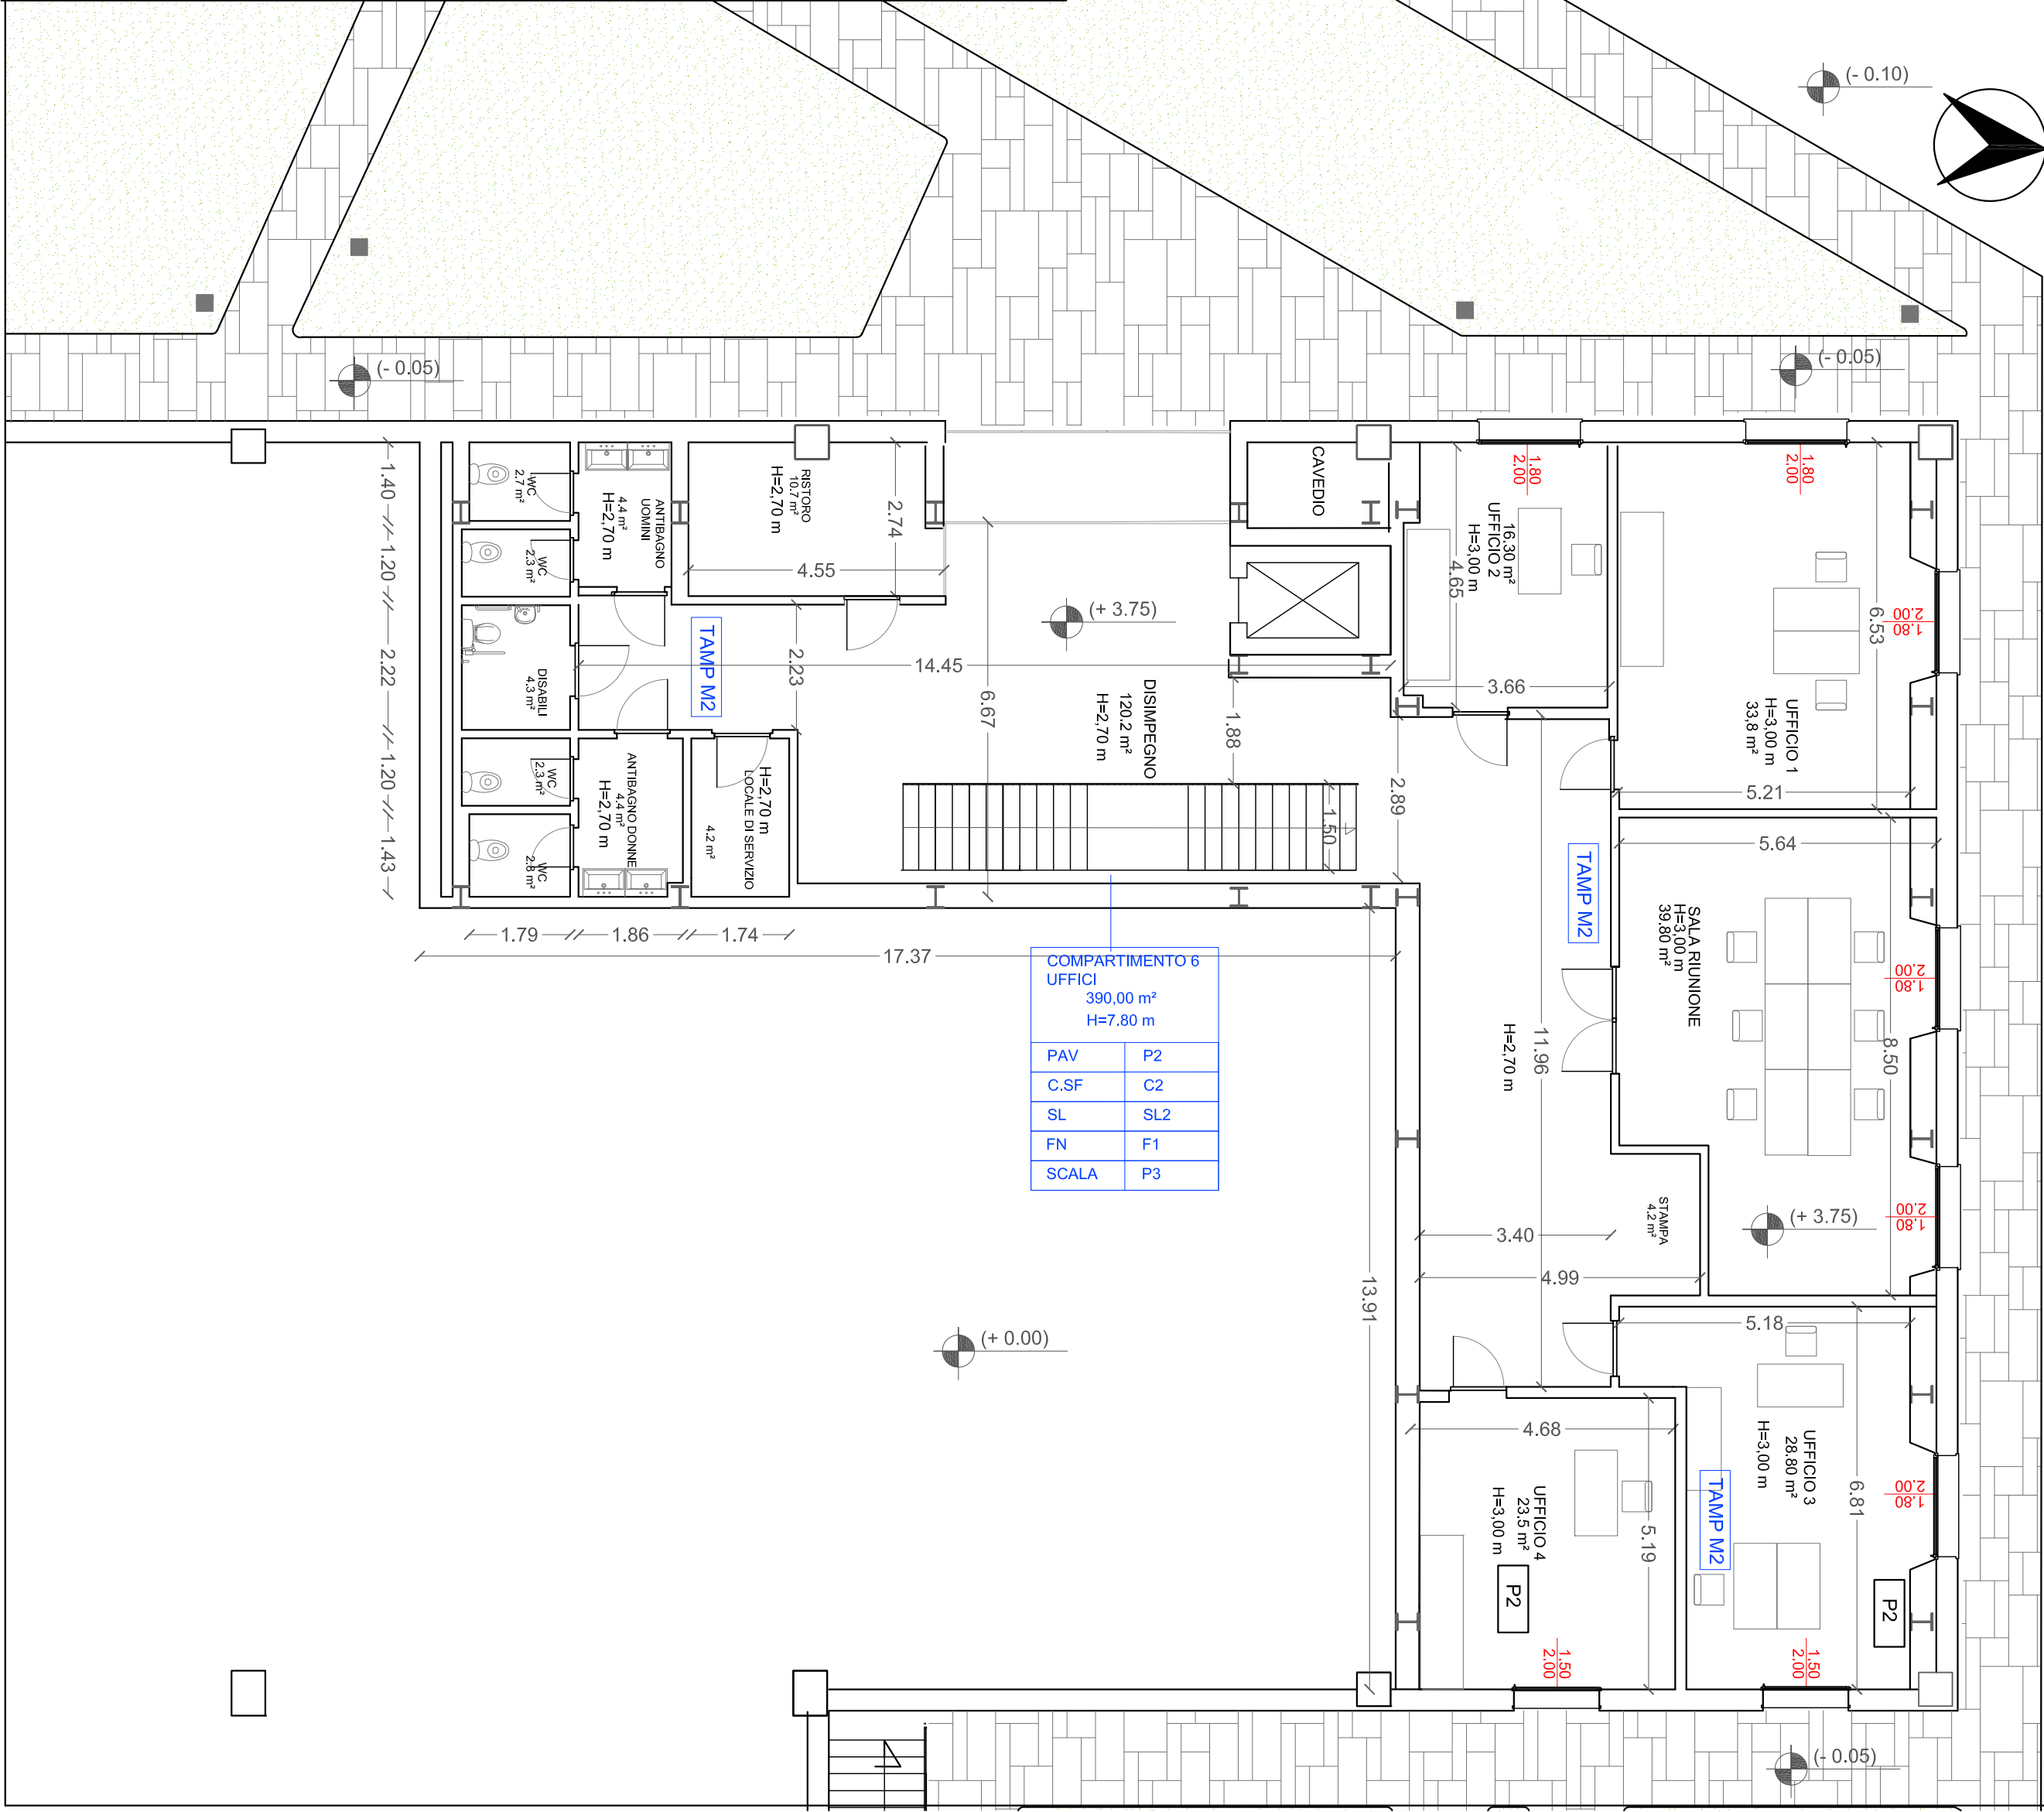 (- 0.10)
(- 0.05)
(- 0.05)
1.40
1.20
2.22
1.20
1.43
WC
2.7 m²
WC
2.3 m²
DISABILI
4.3 m²
WC
2.3 m²
WC
2.8 m²
ANTIBAGNO
UOMINI
4.4 m²
H=2,70 m
ANTIBAGNO DONNE
4.4 m²
H=2,70 m
RISTORO
10.7 m²
H=2,70 m
2.74
4.55
TAMP M2
2.23
H=2,70 m
LOCALE DI SERVIZIO
4.2 m²
14.45
6.67
(+ 3.75)
DISIMPEGNO
120.2 m²
H=2,70 m
1.88
1.50
2.89
CAVEDIO
1.80
2.00
16.30 m²
UFFICIO 2
H=3,00 m
4.65
3.66
1.80
2.00
6.53
1.80
2.00
UFFICIO 1
H=3,00 m
33,8 m²
5.21
5.64
TAMP M2
SALA RIUNIONE
H=3,00 m
39.80 m²
1.80
2.00
8.50
1.80
2.00
11.96
H=2,70 m
STAMPA
4.2 m²
(+ 3.75)
3.40
4.99
13.91
1.79
1.86
1.74
17.37
COMPARTIMENTO 6
UFFICI
390,00 m²
H=7.80 m
PAV P2
C.SF C2
SL SL2
FN F1
SCALA P3
(+ 0.00)
5.18
UFFICIO 3
28.80 m²
H=3,00 m
6.81
1.80
2.00
TAMP M2
P2
1.50
2.00
4.68
UFFICIO 4
23.5 m²
H=3,00 m
5.19
P2
1.50
2.00
(- 0.05)